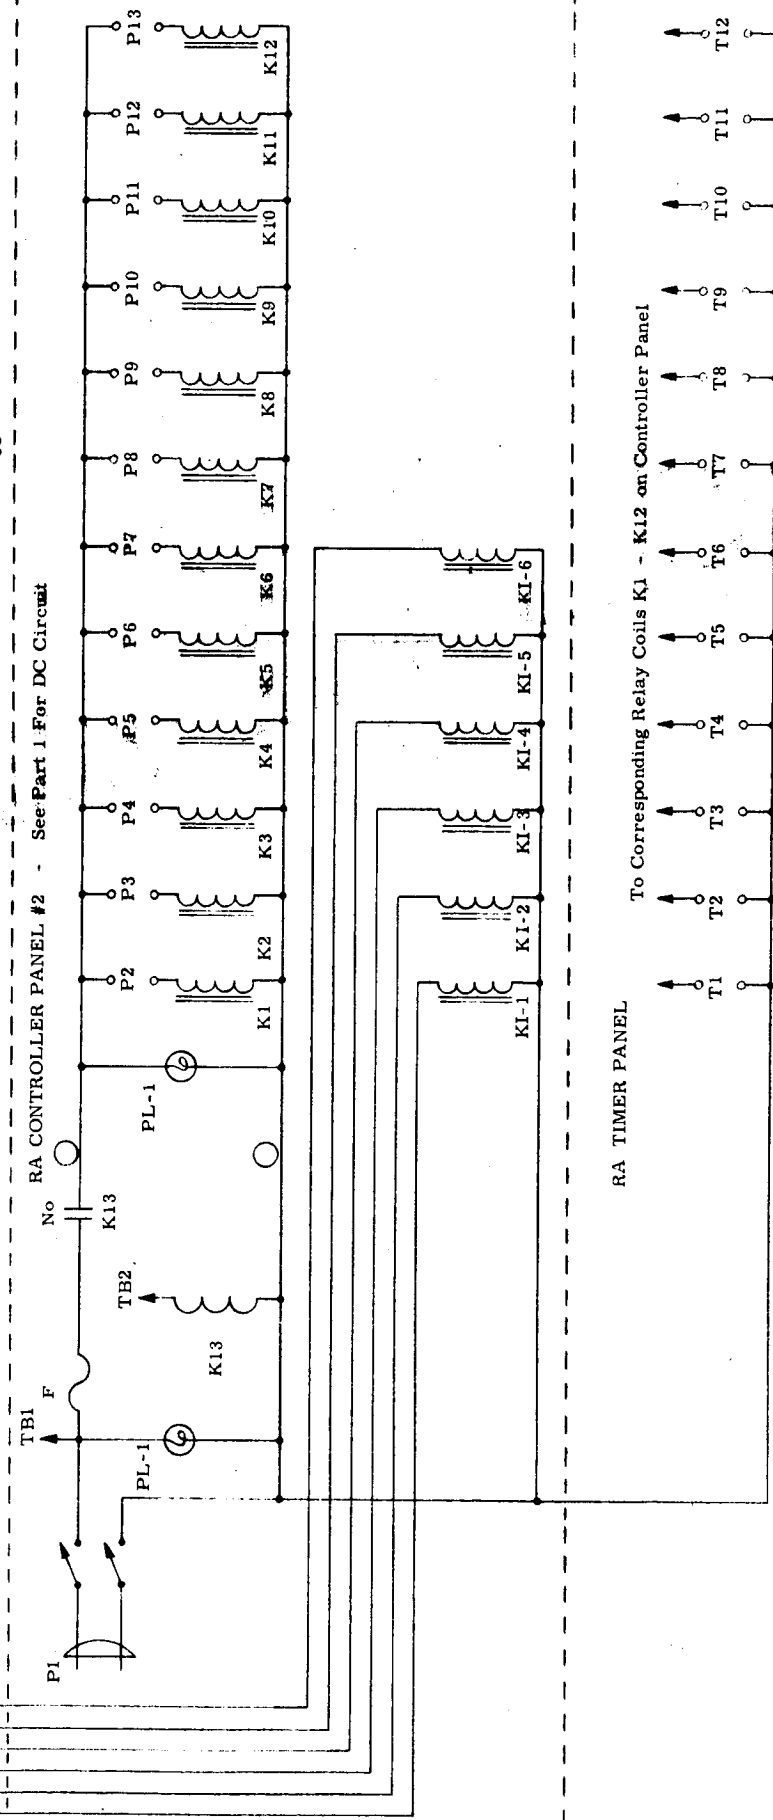 RA CONTROLLER PANEL #2 - See Part 1 For DC Circuit
TB1
F
No
K13
P1
PL-1
K13
TB2
PL-1
P2
P3
P4
P5
P6
P7
P8
P9
P10
P11
P12
P13
K1
K2
K3
K4
K5
K6
K7
K8
K9
K10
K11
K12
KI-1
KI-2
KI-3
KI-4
KI-5
KI-6
RA TIMER PANEL
To Corresponding Relay Coils K1 - K12 on Controller Panel
T1
T2
T3
T4
T5
T6
T7
T8
T9
T10
T11
T12